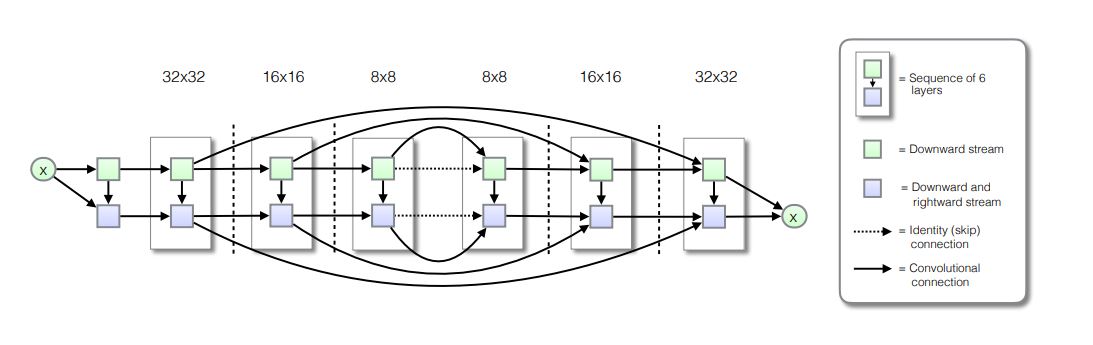 32x32 16x16 8x8 8x8 16x16 32x32
x
x
= Sequence of 6
layers
= Downward stream
= Downward and
rightward stream
= Identity (skip)
connection
= Convolutional
connection